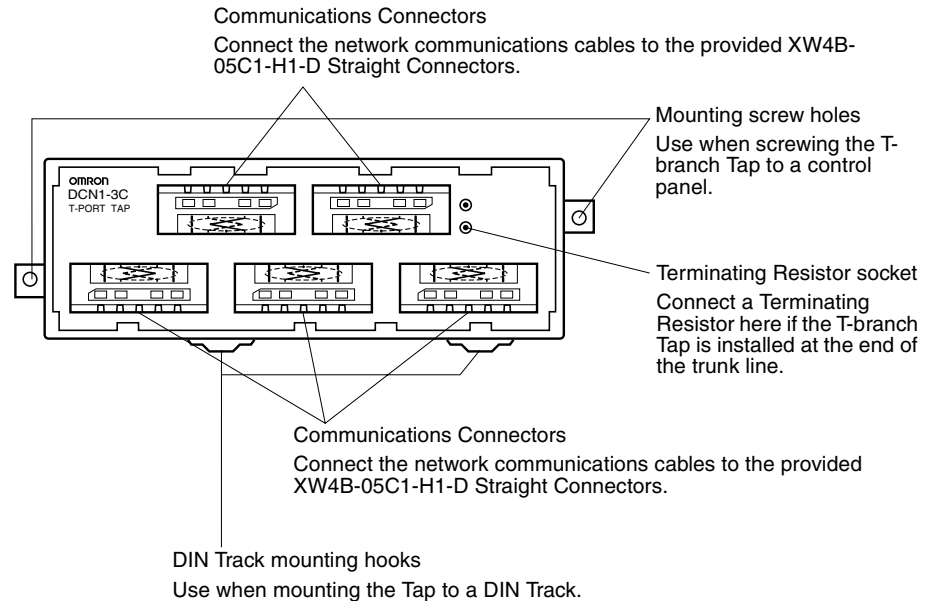 Communications Connectors
Connect the network communications cables to the provided XW4B-
05C1-H1-D Straight Connectors.
Mounting screw holes
Use when screwing the T-
branch Tap to a control
panel.
OMRON
DCN1-3C
T-PORT TAP
Terminating Resistor socket
Connect a Terminating
Resistor here if the T-branch
Tap is installed at the end of
the trunk line.
Communications Connectors
Connect the network communications cables to the provided
XW4B-05C1-H1-D Straight Connectors.
DIN Track mounting hooks
Use when mounting the Tap to a DIN Track.